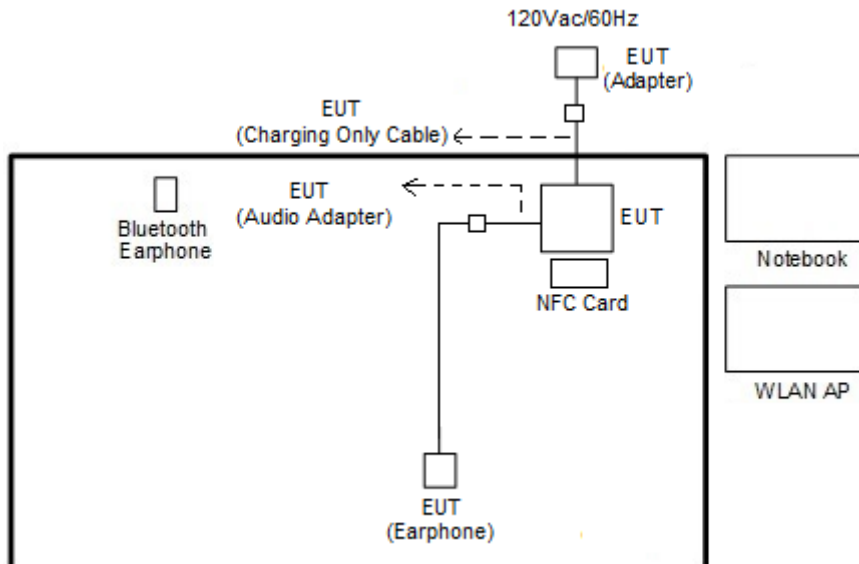 120Vac/60Hz
EUT
(Adapter)
EUT
(Charging Only Cable)
EUT
(Audio Adapter)
Bluetooth
Earphone
EUT
NFC Card
Notebook
WLAN AP
EUT
(Earphone)